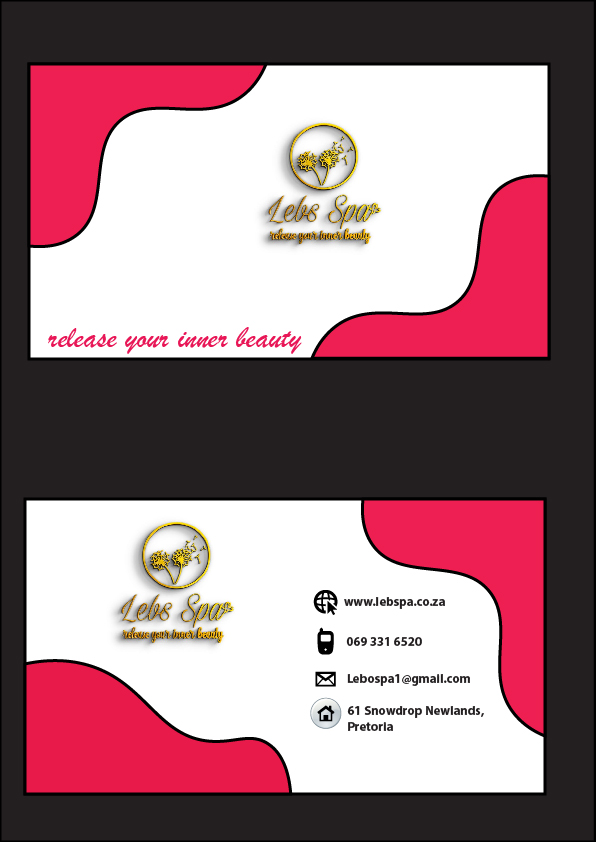 Lebs Spa
release your inner beauty
release your inner beauty
Lebs Spa
release your inner beauty
www.lebspa.co.za
069 331 6520
Lebospa1@gmail.com
61 Snowdrop Newlands,
Pretoria